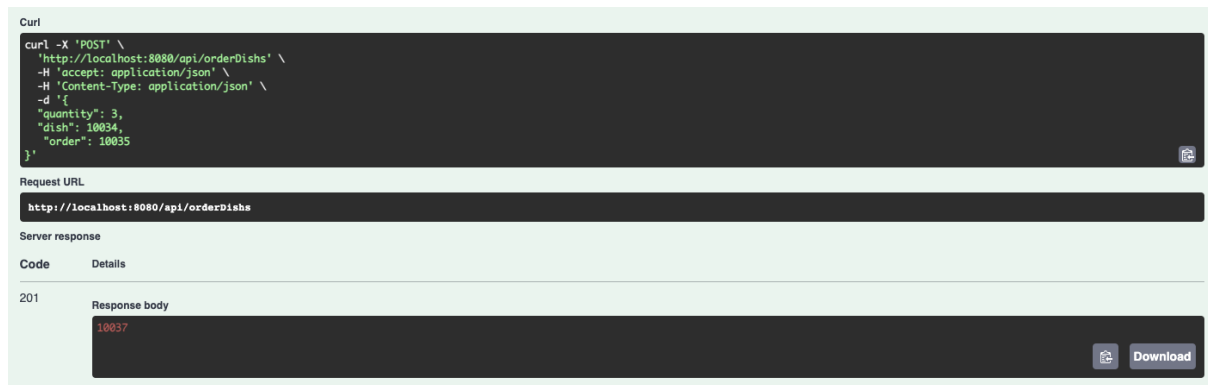 Curl
curl -X 'POST' \
  'http://localhost:8080/api/orderDishs' \
  -H 'accept: application/json' \
  -H 'Content-Type: application/json' \
  -d '{
  "quantity": 3,
  "dish": 10034,
   "order": 10035
}'
Request URL
http://localhost:8080/api/orderDishs
Server response
Code Details
201
Response body
10037
Download